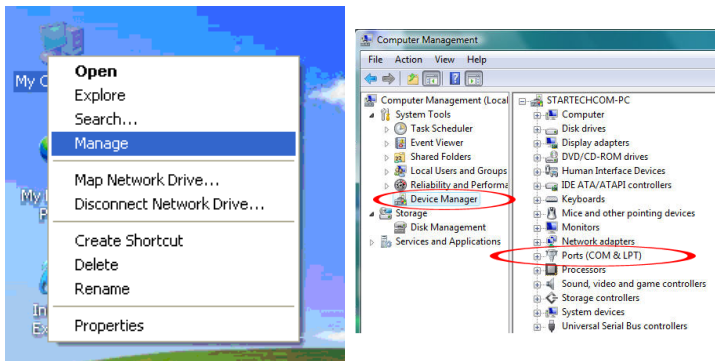 My C
Open
Explore
Search...
Manage
Map Network Drive...
Disconnect Network Drive...
Create Shortcut
Delete
Rename
Properties
Computer Management
File Action View Help
Computer Management (Local
System Tools
Task Scheduler
Event Viewer
Shared Folders
Local Users and Groups
Reliability and Performa
Device Manager
Storage
Disk Management
Services and Applications
STARTECHCOM-PC
Computer
Disk drives
Display adapters
DVD/CD-ROM drives
Human Interface Devices
IDE ATA/ATAPI controllers
Keyboards
Mice and other pointing devices
Monitors
Network adapters
Ports (COM & LPT)
Processors
Sound, video and game controllers
Storage controllers
System devices
Universal Serial Bus controllers